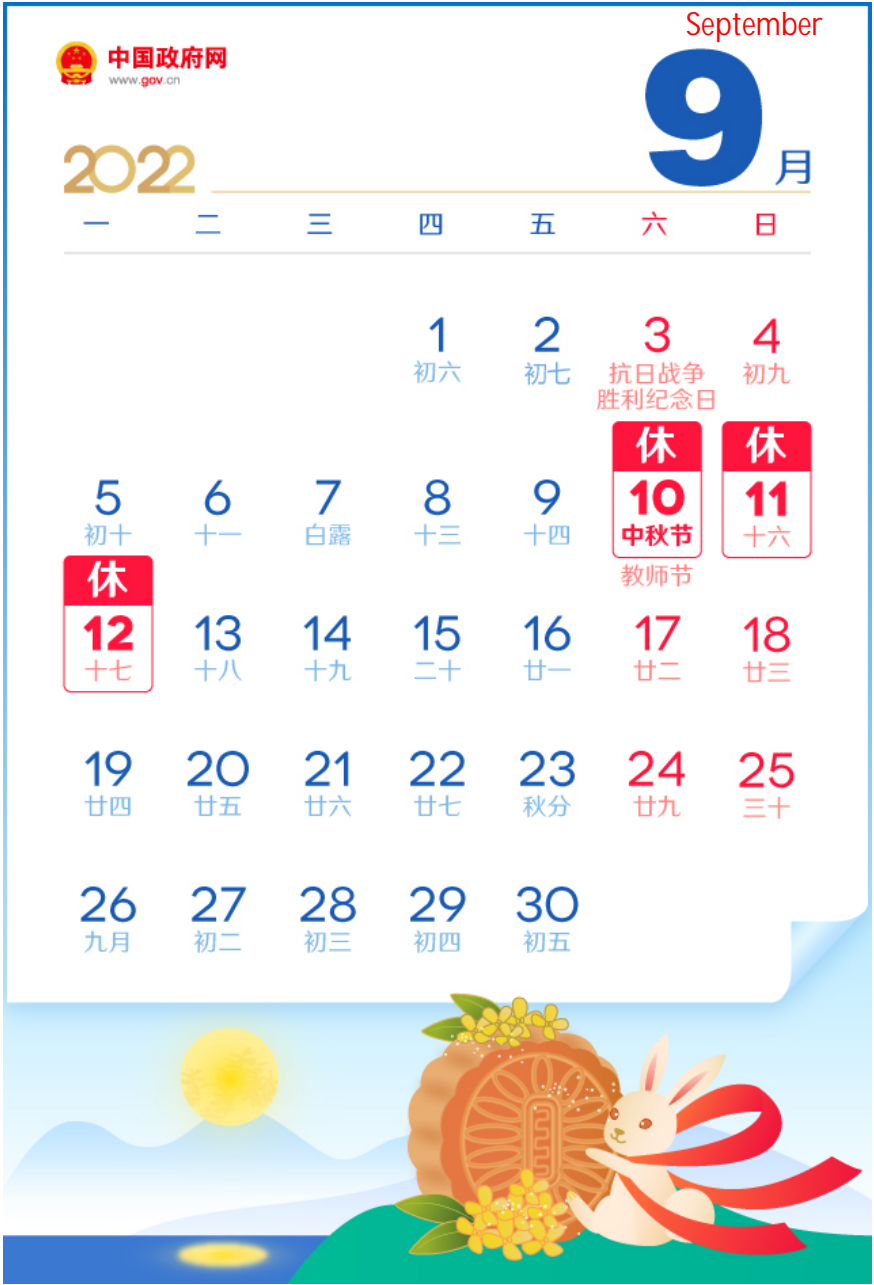 September
中国政府网
www.gov.cn
2022
9月
一 二 三 四 五 六 日
1 2 3 4
初六 初七 抗日战争 初九
胜利纪念日
休 休
5 6 7 8 9 10 11
初十 十一 白露 十三 十四 中秋节 十六
教师节
休
12 13 14 15 16 17 18
十七 十八 十九 二十 廿一 廿二 廿三
19 20 21 22 23 24 25
廿四 廿五 廿六 廿七 秋分 廿九 三十
26 27 28 29 30
九月 初二 初三 初四 初五